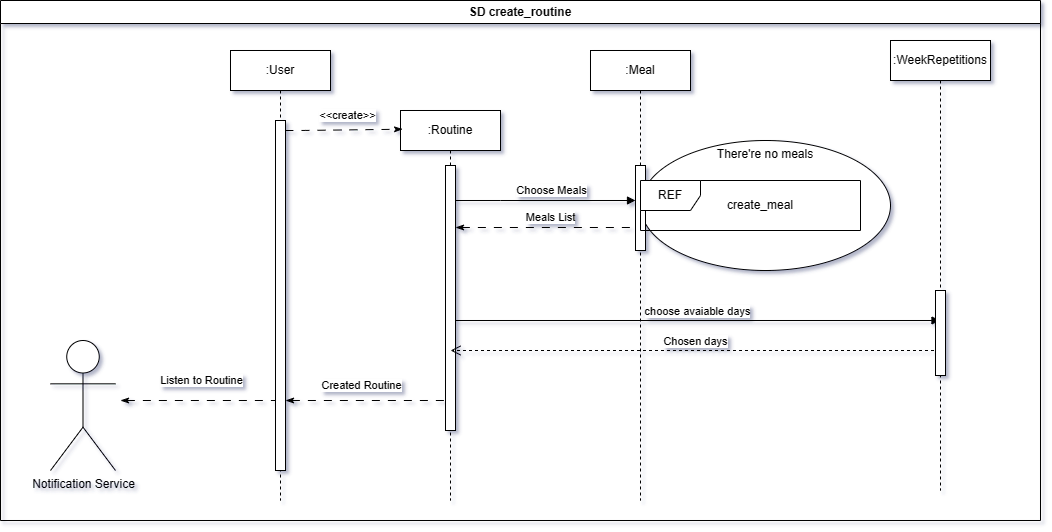 SD create_routine
:User
:Meal
:WeekRepetitions
<<create>>
:Routine
There're no meals
Choose Meals
REF
create_meal
Meals List
choose avaiable days
Chosen days
Listen to Routine
Created Routine
Notification Service